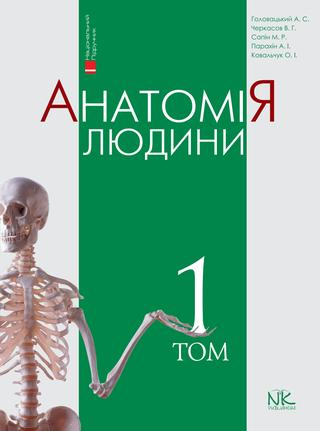 Національний
Підручник
Головацький А. С.
Черкасов В. Г.
Сапін М. Р.
Парахін А. І.
Ковальчук О. І.
АНАТОМІЯ
ЛЮДИНИ
1
ТОМ
NK